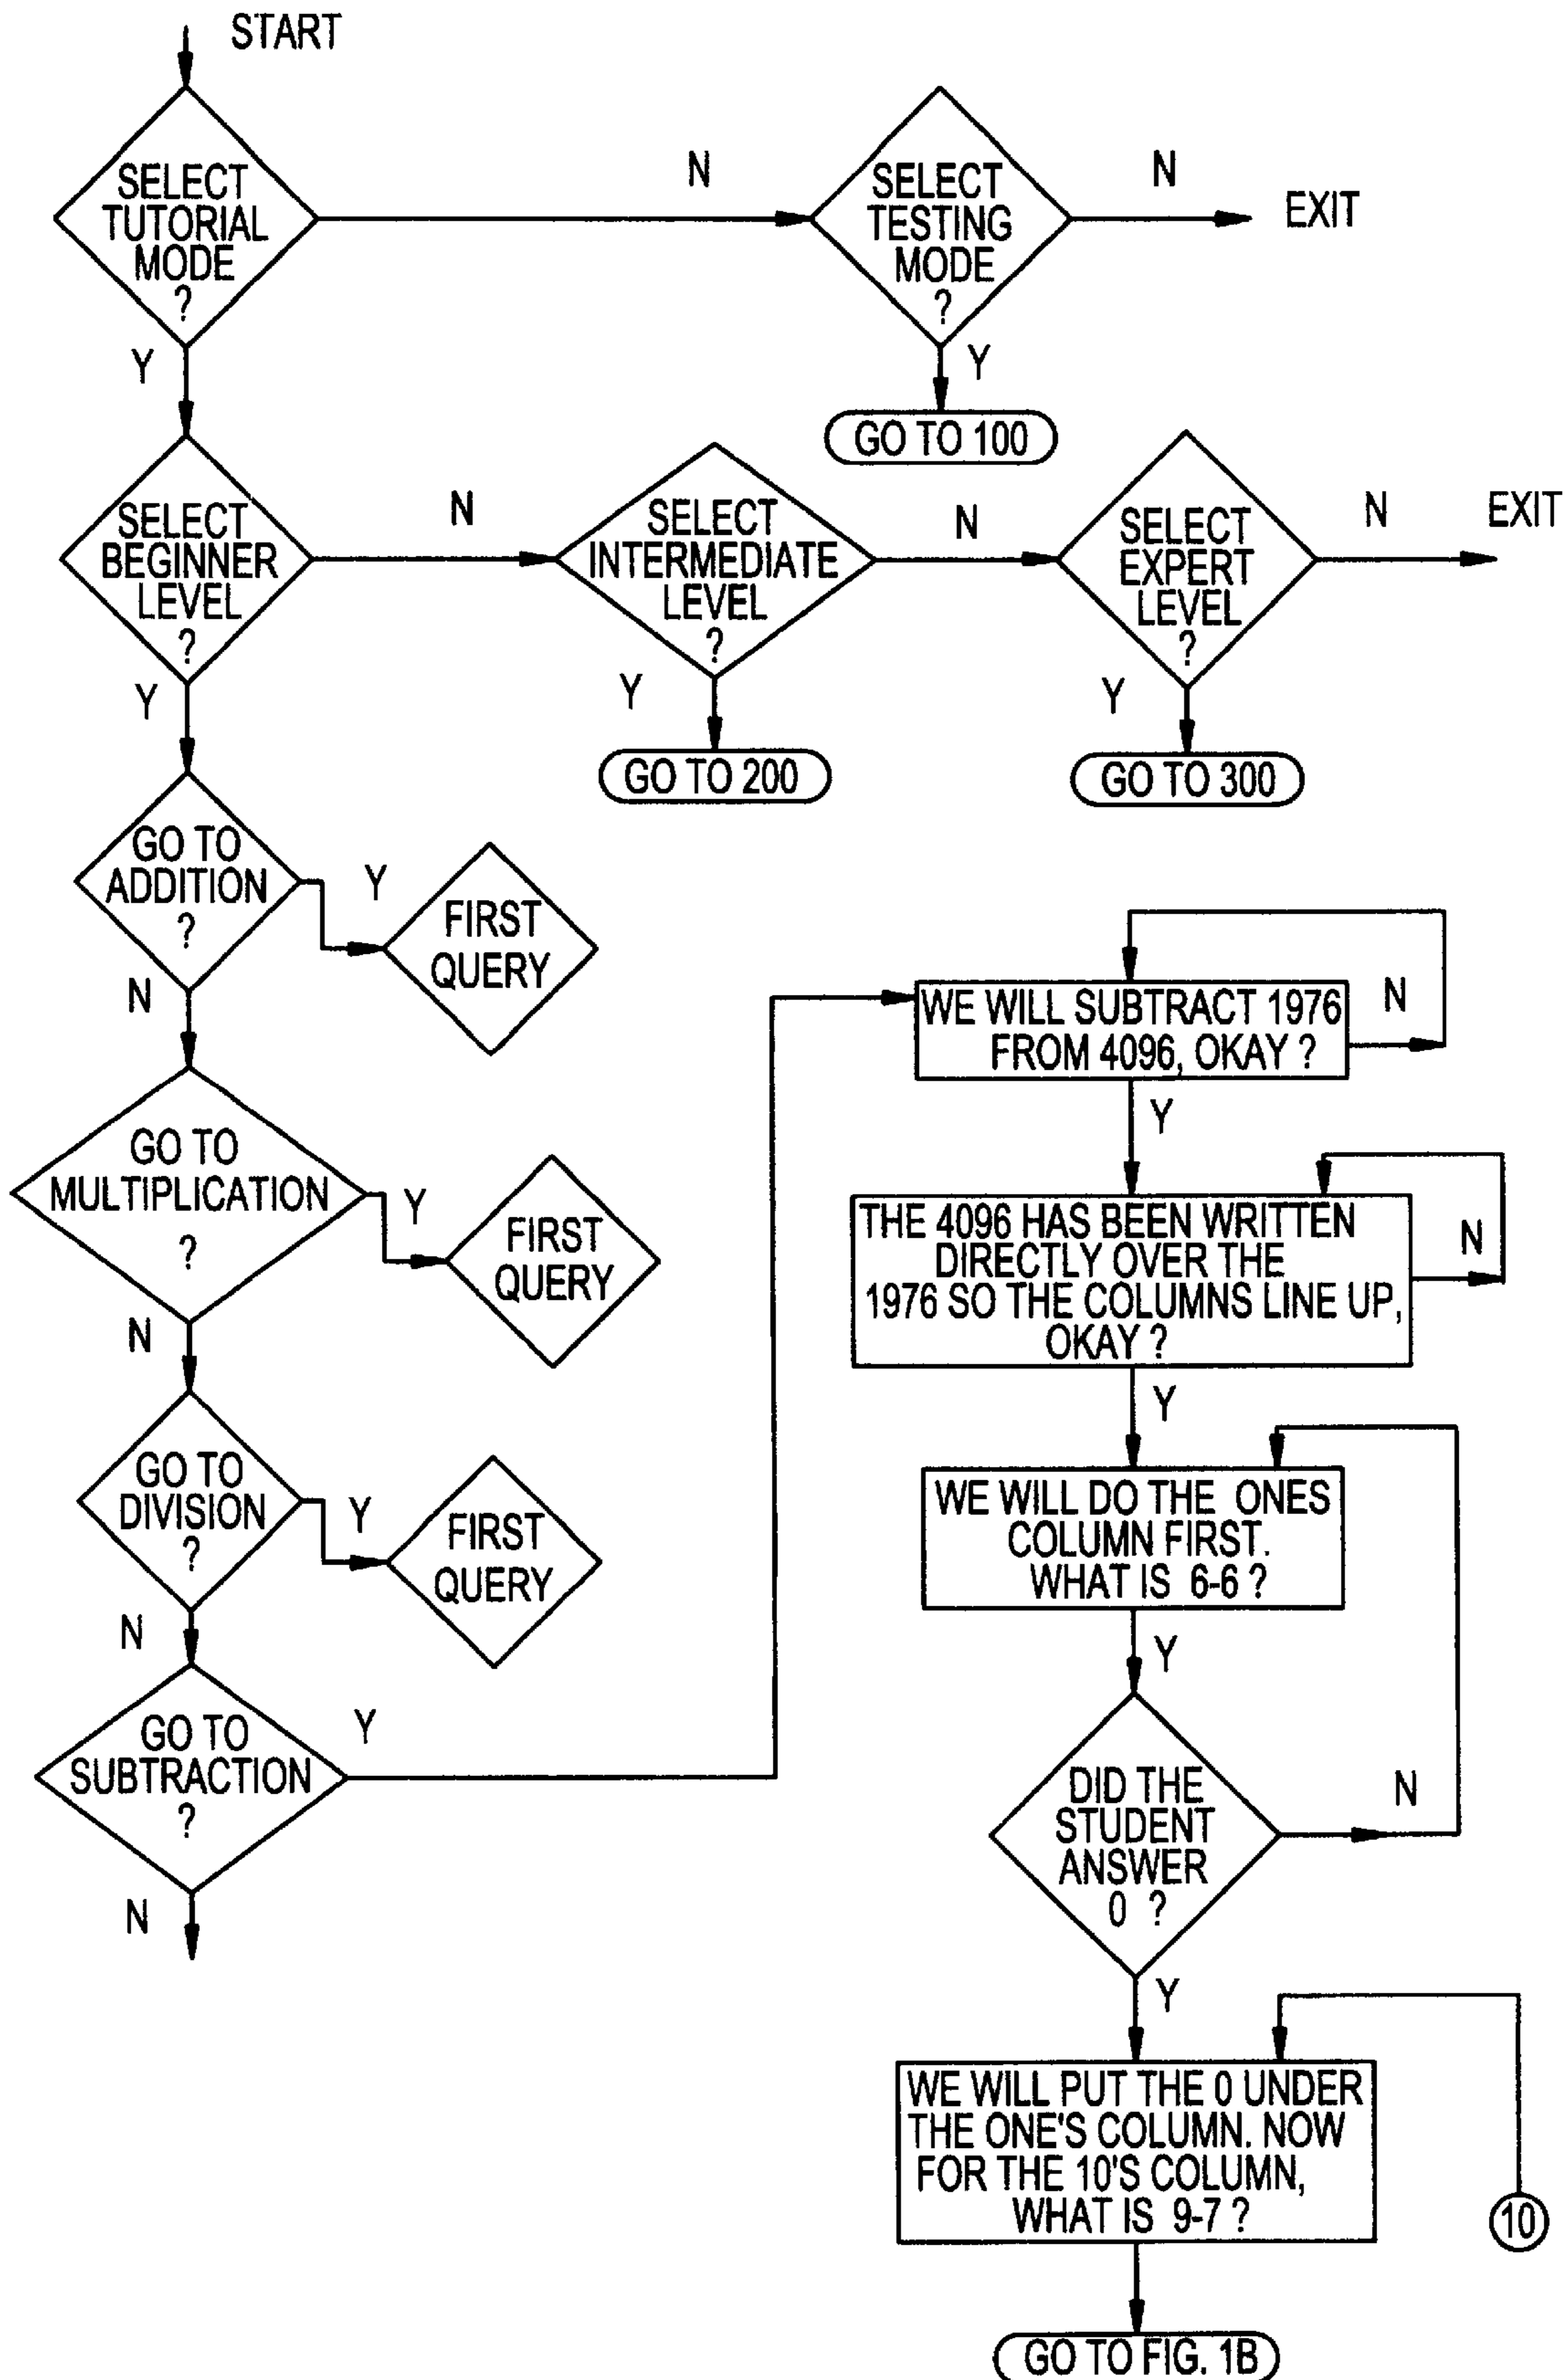 START
SELECT
TUTORIAL
MODE
?
N
SELECT
TESTING
MODE
?
N
EXIT
Y
Y
GO TO 100
SELECT
BEGINNER
LEVEL
?
N
SELECT
INTERMEDIATE
LEVEL
?
N
SELECT
EXPERT
LEVEL
?
N
EXIT
Y
Y
GO TO 200
Y
GO TO 300
GO TO
ADDITION
?
Y
FIRST
QUERY
N
GO TO
MULTIPLICATION
?
Y
FIRST
QUERY
N
GO TO
DIVISION
?
Y
FIRST
QUERY
N
GO TO
SUBTRACTION
?
Y
N
WE WILL SUBTRACT 1976
FROM 4096, OKAY ?
N
Y
THE 4096 HAS BEEN WRITTEN
DIRECTLY OVER THE
1976 SO THE COLUMNS LINE UP,
OKAY ?
N
Y
WE WILL DO THE ONES
COLUMN FIRST.
WHAT IS 6-6 ?
Y
DID THE
STUDENT
ANSWER
0 ?
N
Y
WE WILL PUT THE 0 UNDER
THE ONE'S COLUMN. NOW
FOR THE 10'S COLUMN,
WHAT IS 9-7 ?
10
GO TO FIG. 1B